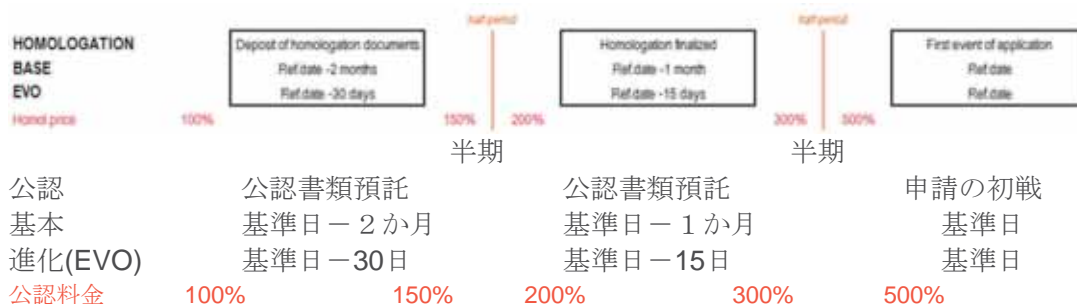 half period half period
HOMOLOGATION Deposit of homologation documents Homologation finalized First event of application
BASE Ref.date -2 months Ref.date -1 month Ref.date
EVO Ref.date -30 days Ref.date -15 days Ref.date
Homol price 100% 150% 200% 300% 500%
半期 半期
公認 公認書類預託 公認書類預託 申請の初戦
基本 基準日－２か月 基準日－１か月 基準日
進化(EVO) 基準日－30日 基準日－15日 基準日
公認料金 100% 150% 200% 300% 500%